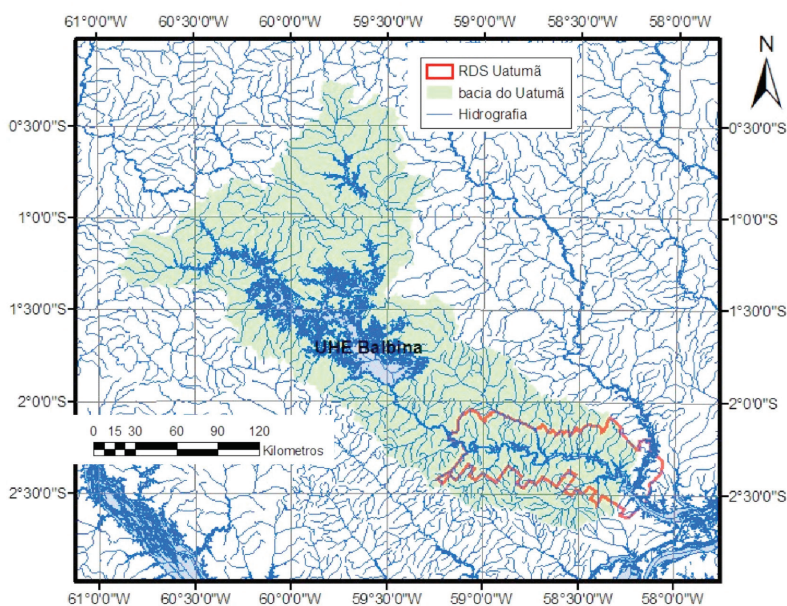 61°0'0"W 60°30'0"W 60°0'0"W 59°30'0"W 59°0'0"W 58°30'0"W 58°0'0"W
N
RDS Uatumã
bacia do Uatumã
Hidrografia
0°30'0"S 0°30'0"S
1°0'0"S 1°0'0"S
1°30'0"S 1°30'0"S
UHE Balbina
2°0'0"S 2°0'0"S
0 15 30 60 90 120
Kilometros
2°30'0"S 2°30'0"S
61°0'0"W 60°30'0"W 60°0'0"W 59°30'0"W 59°0'0"W 58°30'0"W 58°0'0"W